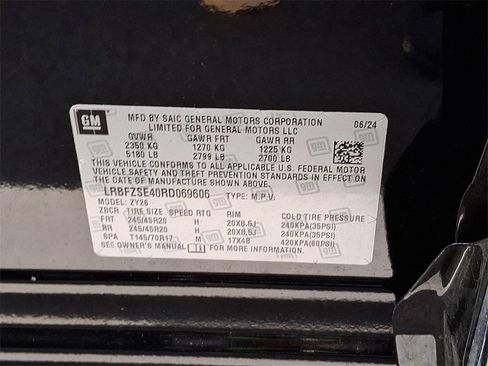 GM
MFD BY SAIC GENERAL MOTORS CORPORATION 06/24
LIMITED FOR GENERAL MOTORS LLC
GVWR GAWR FRT GAWR RR
2350 KG 1270 KG 1225 KG
5180 LB 2799 LB 2700 LB
THIS VEHICLE CONFORMS TO ALL APPLICABLE U.S. FEDERAL MOTOR
VEHICLE SAFETY, BUMPER, AND THEFT PREVENTION STANDARDS IN EFFECT ON
THE DATE OF MANUFACTURE SHOWN ABOVE.
LRBFZSE40RD069606 TYPE: M.P.V.
MODEL: ZY26
ZBCR TIRE SIZE SPEED RTG RIM COLD TIRE PRESSURE
FRT 245/45R20 H 20X8.5J 240KPA(35PSI)
RR 245/45R20 H 20X8.5J 240KPA(35PSI)
SPA T145/70R17 M 17X4B 420KPA(60PSI)
SEE OWNER'S MANUAL